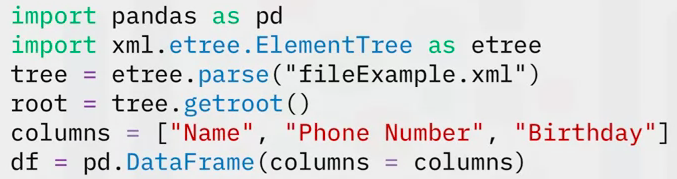 import pandas as pd
import xml.etree.ElementTree as etree
tree = etree.parse("fileExample.xml")
root = tree.getroot()
columns = ["Name", "Phone Number", "Birthday"]
df = pd.DataFrame(columns = columns)